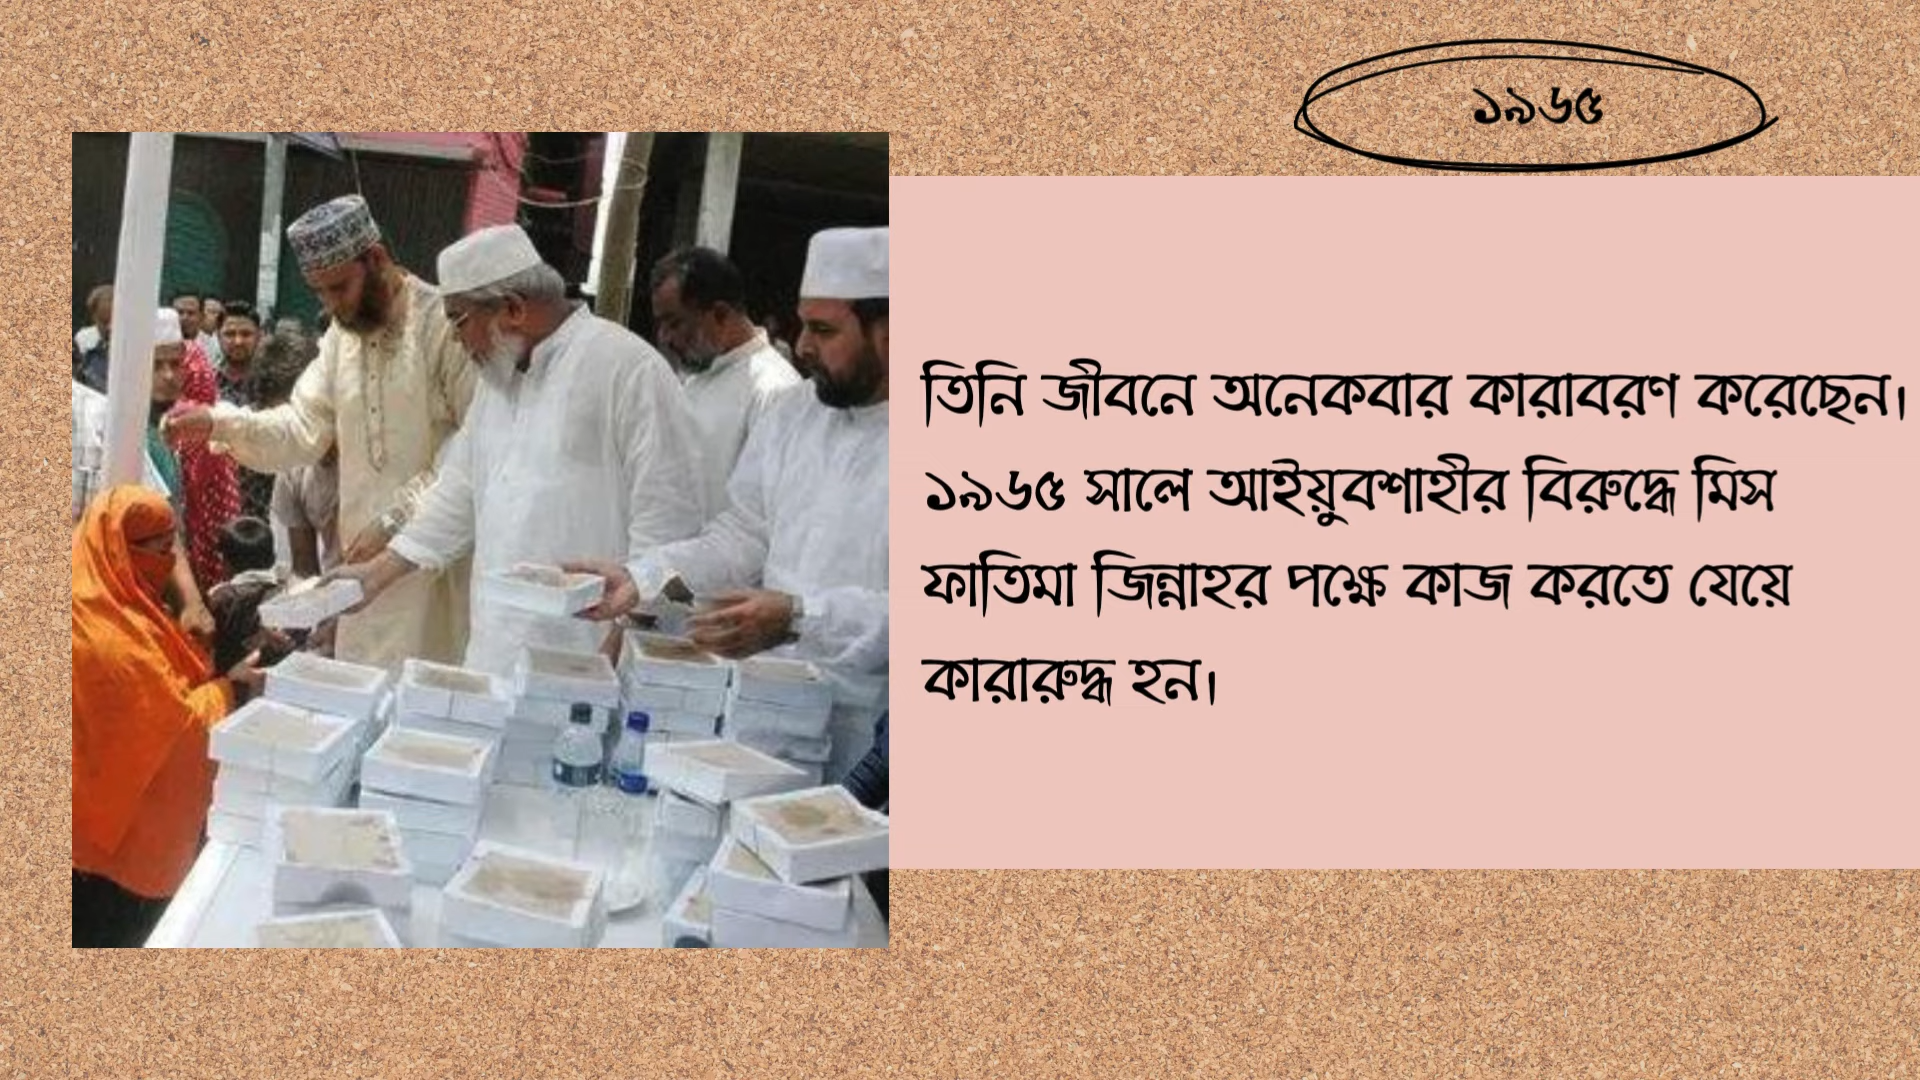 ১৯৬৫
তিনি জীবনে অনেকবার কারাবরণ করেছেন।
১৯৬৫ সালে আইয়ুবশাহীর বিরুদ্ধে মিস
ফাতিমা জিন্নাহর পক্ষে কাজ করতে যেয়ে
কারারুদ্ধ হন।